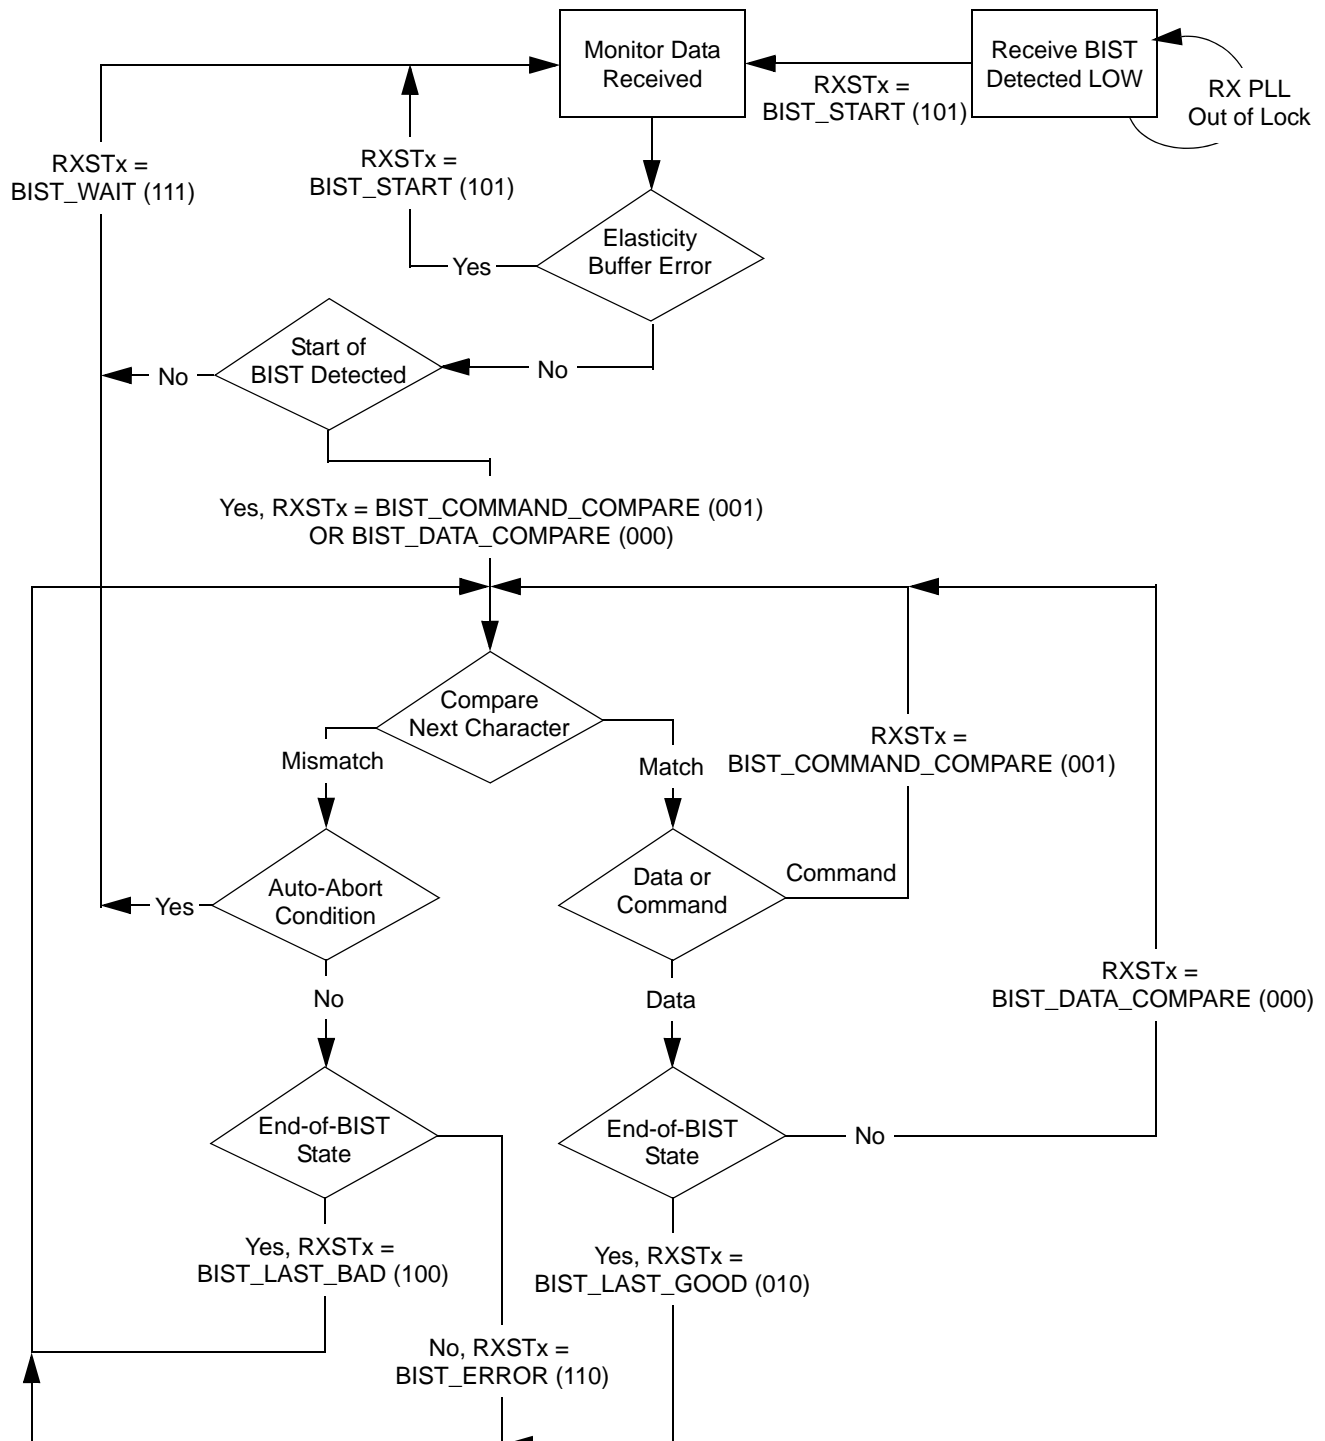 Monitor Data
Received
Receive BIST
Detected LOW
RX PLL
Out of Lock
RXSTx =
BIST_START (101)
RXSTx =
BIST_WAIT (111)
RXSTx =
BIST_START (101)
Elasticity
Buffer Error
Yes
Start of
BIST Detected
No
No
Yes, RXSTx = BIST_COMMAND_COMPARE (001)
OR BIST_DATA_COMPARE (000)
Compare
Next Character
Mismatch
Match
RXSTx =
BIST_COMMAND_COMPARE (001)
Auto-Abort
Condition
Yes
Data or
Command
Command
No
Data
RXSTx =
BIST_DATA_COMPARE (000)
End-of-BIST
State
End-of-BIST
State
No
Yes, RXSTx =
BIST_LAST_BAD (100)
Yes, RXSTx =
BIST_LAST_GOOD (010)
No, RXSTx =
BIST_ERROR (110)